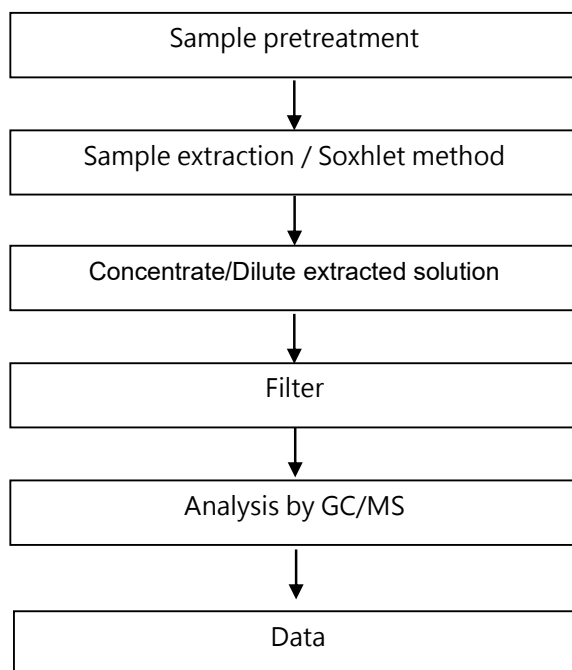 Sample pretreatment
Sample extraction / Soxhlet method
Concentrate/Dilute extracted solution
Filter
Analysis by GC/MS
Data